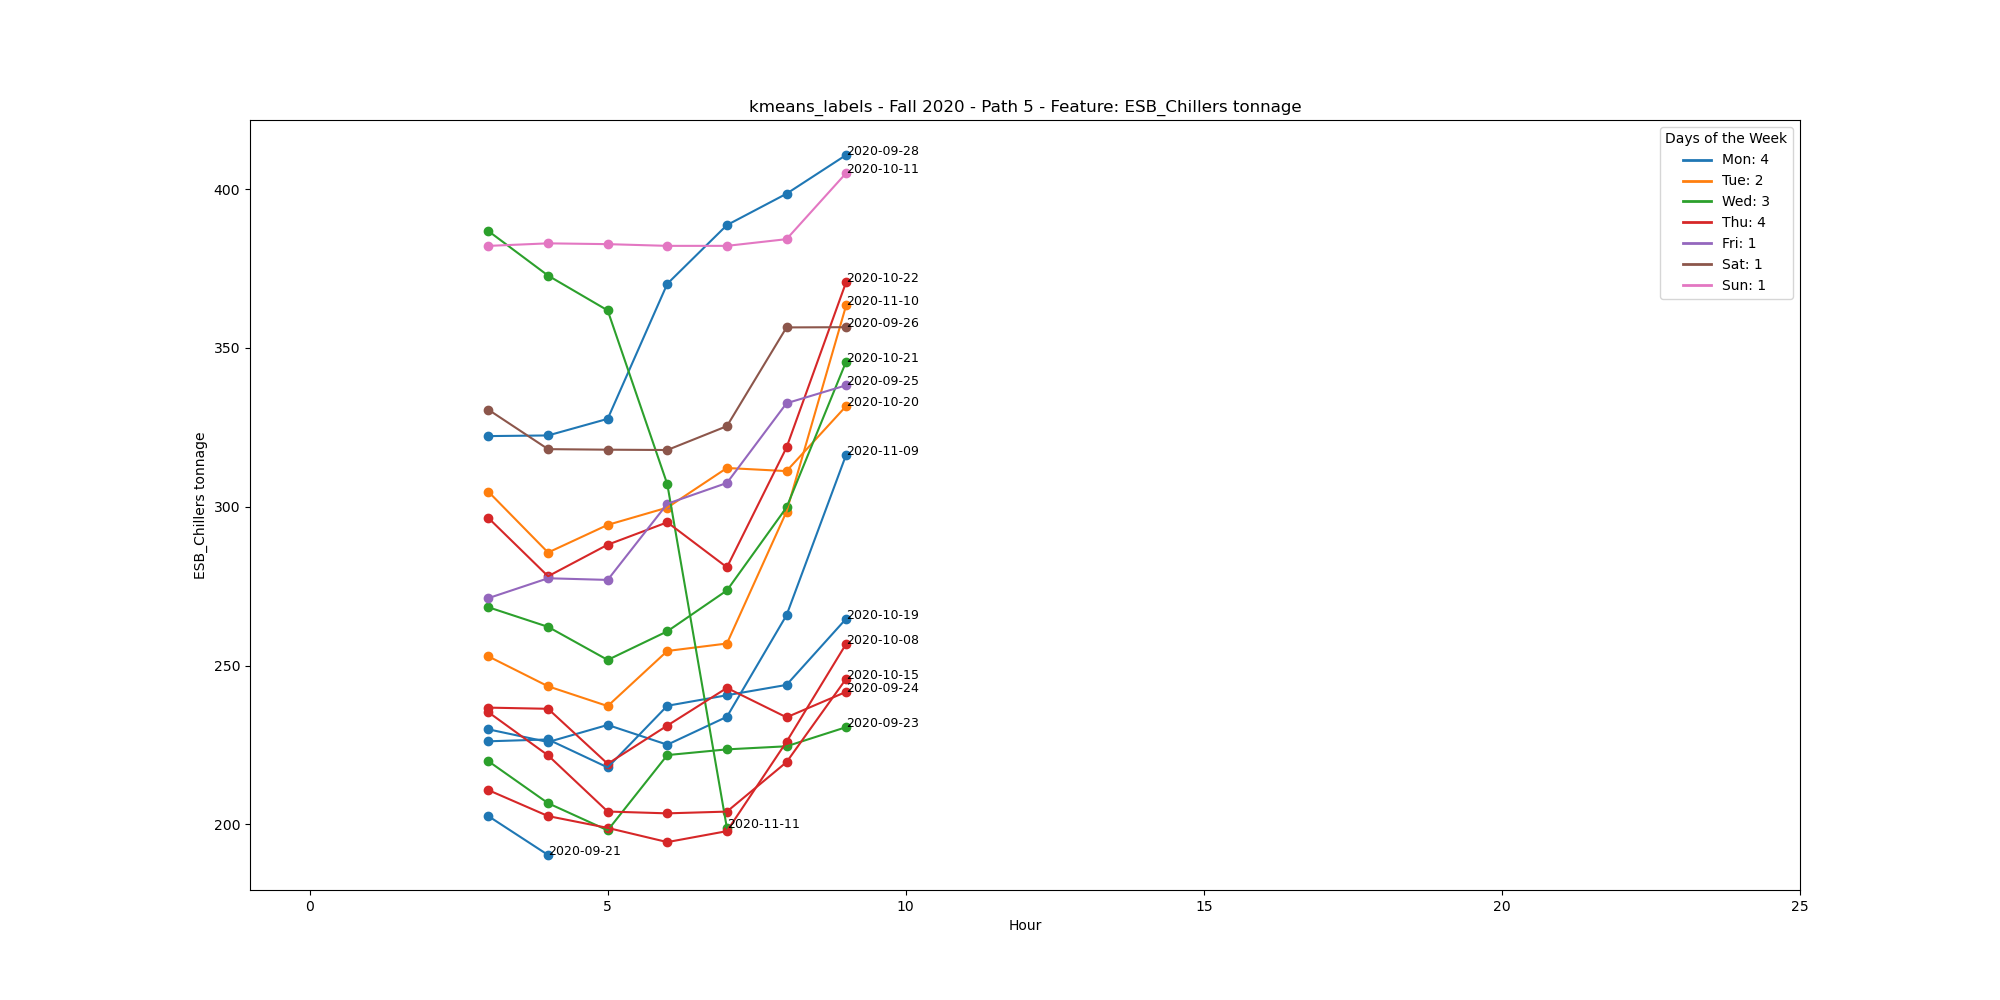 kmeans_labels - Fall 2020 - Path 5 - Feature: ESB_Chillers tonnage
Days of the Week
Mon: 4
Tue: 2
Wed: 3
Thu: 4
Fri: 1
Sat: 1
Sun: 1
2020-09-28
2020-10-11
2020-10-22
2020-11-10
2020-09-26
2020-10-21
2020-09-25
2020-10-20
2020-11-09
2020-10-19
2020-10-08
2020-10-15
2020-09-24
2020-09-23
2020-11-11
2020-09-21
ESB_Chillers tonnage
400
350
300
250
200
0 5 10 15 20 25
Hour